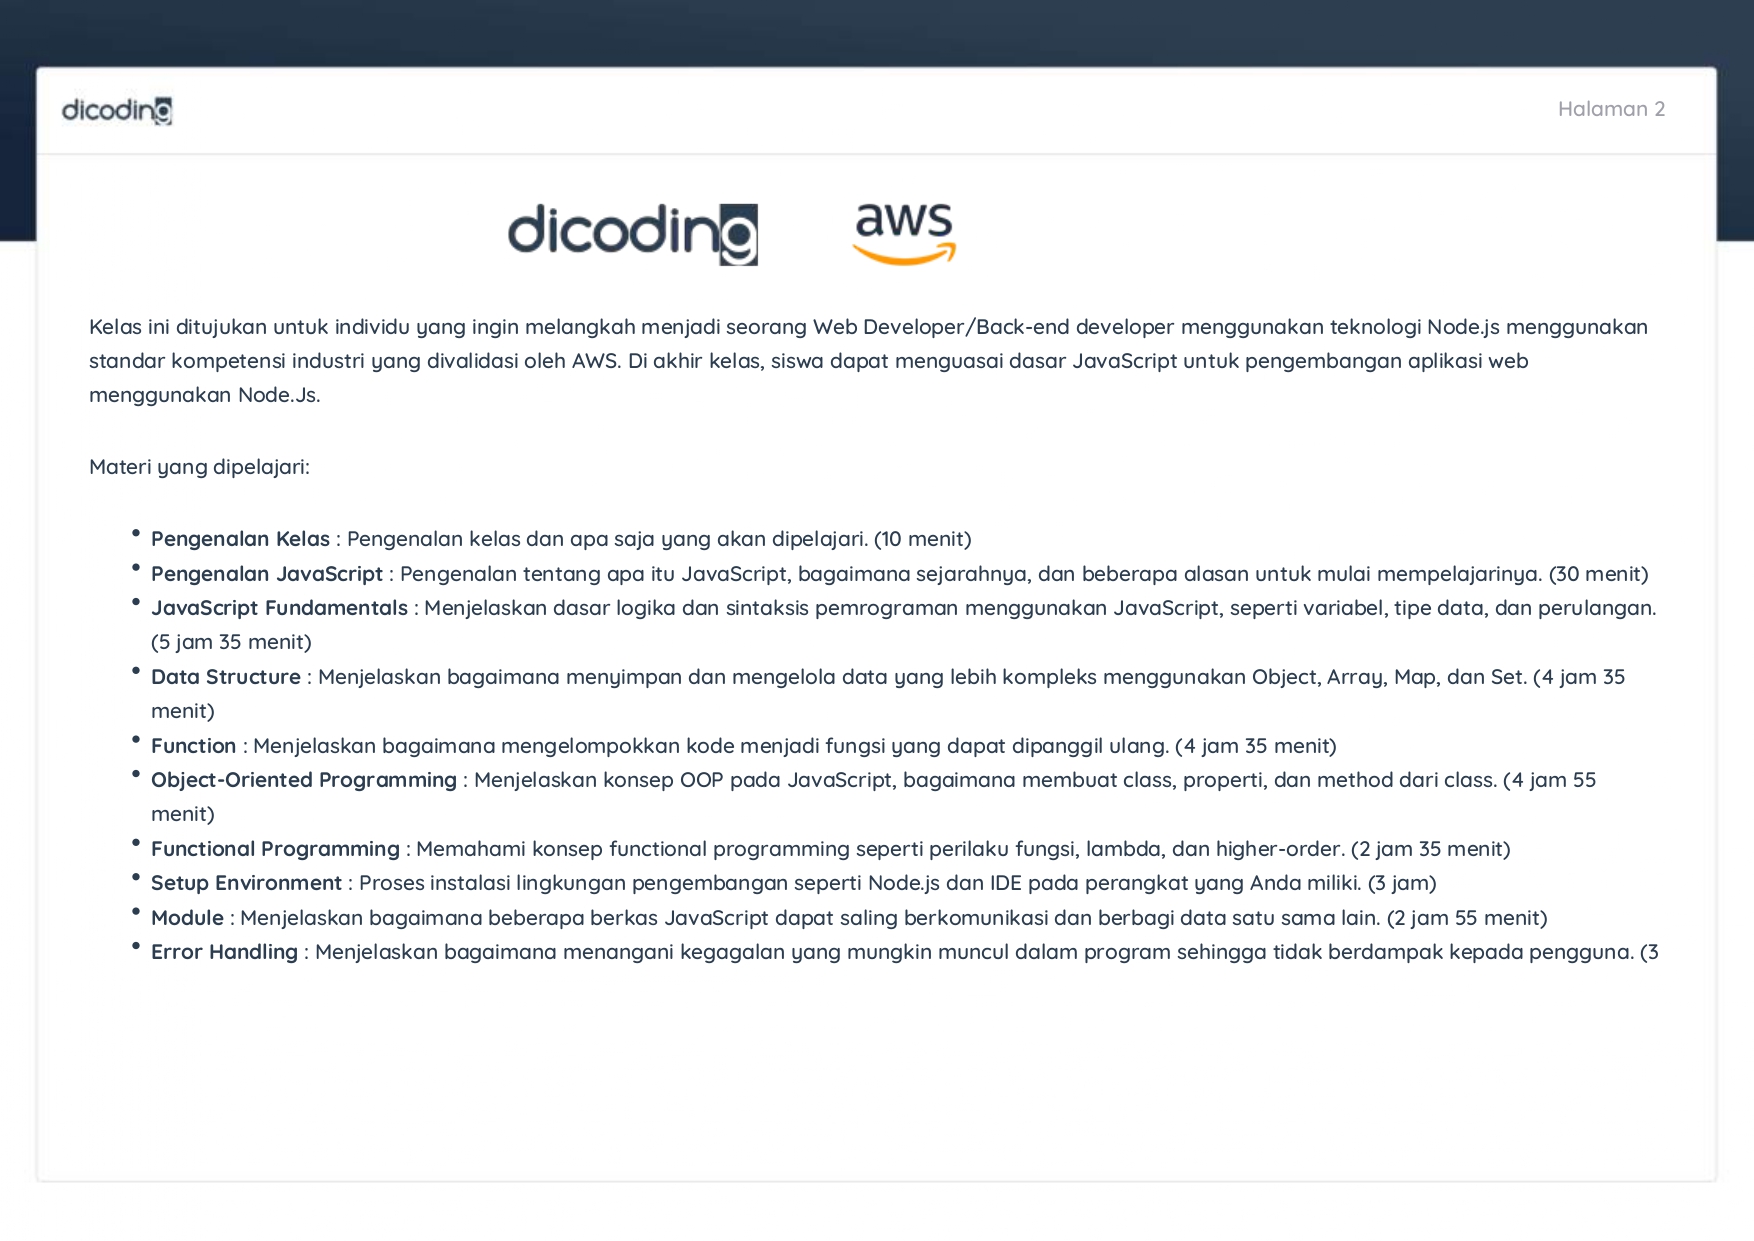 dicoding
Halaman 2
dicoding aws
Kelas ini ditujukan untuk individu yang ingin melangkah menjadi seorang Web Developer/Back-end developer menggunakan teknologi Node.js menggunakan
standar kompetensi industri yang divalidasi oleh AWS. Di akhir kelas, siswa dapat menguasai dasar JavaScript untuk pengembangan aplikasi web
menggunakan Node.Js.
Materi yang dipelajari:
• Pengenalan Kelas : Pengenalan kelas dan apa saja yang akan dipelajari. (10 menit)
• Pengenalan JavaScript : Pengenalan tentang apa itu JavaScript, bagaimana sejarahnya, dan beberapa alasan untuk mulai mempelajarinya. (30 menit)
• JavaScript Fundamentals : Menjelaskan dasar logika dan sintaksis pemrograman menggunakan JavaScript, seperti variabel, tipe data, dan perulangan.
(5 jam 35 menit)
• Data Structure : Menjelaskan bagaimana menyimpan dan mengelola data yang lebih kompleks menggunakan Object, Array, Map, dan Set. (4 jam 35
menit)
• Function : Menjelaskan bagaimana mengelompokkan kode menjadi fungsi yang dapat dipanggil ulang. (4 jam 35 menit)
• Object-Oriented Programming : Menjelaskan konsep OOP pada JavaScript, bagaimana membuat class, properti, dan method dari class. (4 jam 55
menit)
• Functional Programming : Memahami konsep functional programming seperti perilaku fungsi, lambda, dan higher-order. (2 jam 35 menit)
• Setup Environment : Proses instalasi lingkungan pengembangan seperti Node.js dan IDE pada perangkat yang Anda miliki. (3 jam)
• Module : Menjelaskan bagaimana beberapa berkas JavaScript dapat saling berkomunikasi dan berbagi data satu sama lain. (2 jam 55 menit)
• Error Handling : Menjelaskan bagaimana menangani kegagalan yang mungkin muncul dalam program sehingga tidak berdampak kepada pengguna. (3